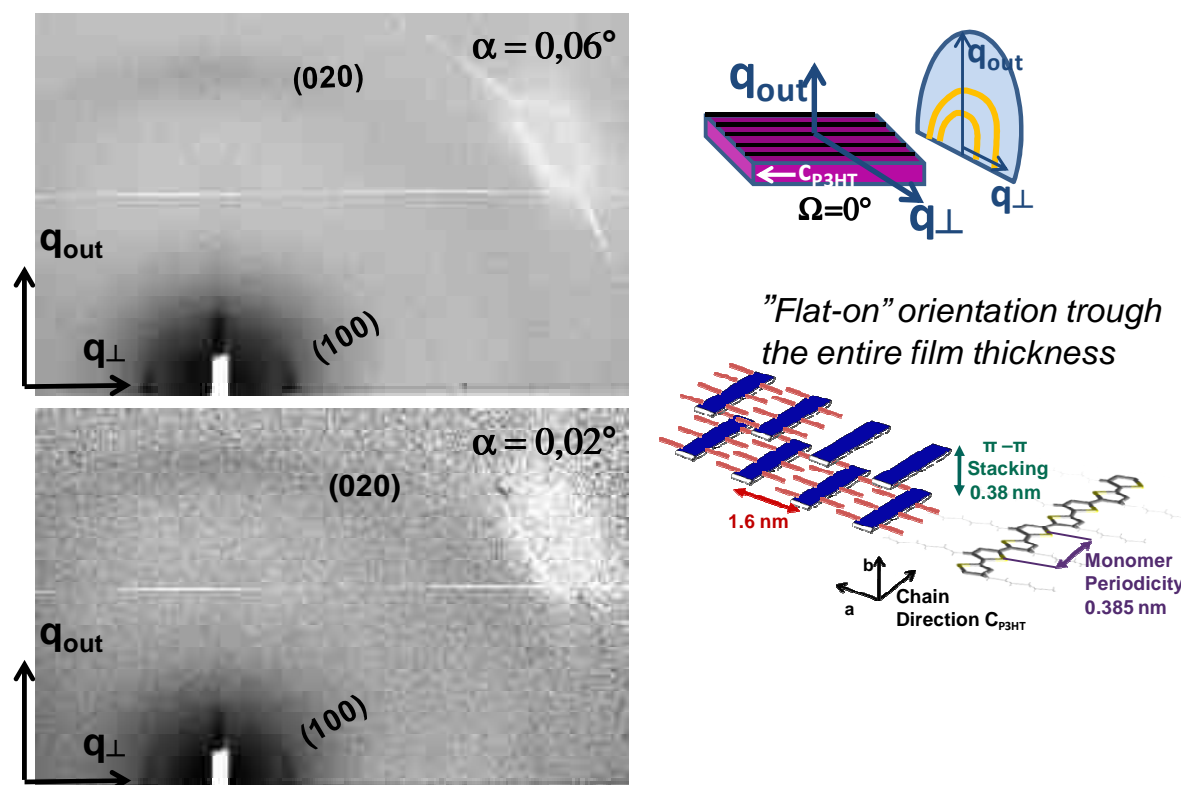 α = 0,06°
(020)
q_out
(100)
q⊥
α = 0,02°
(020)
q_out
(100)
q⊥
q_out
q_out
C_P3HT
Ω=0°
q⊥
q⊥
”Flat-on” orientation trough
the entire film thickness
π –π
Stacking
0.38 nm
1.6 nm
Monomer
Periodicity
0.385 nm
b
a
Chain
Direction C_P3HT